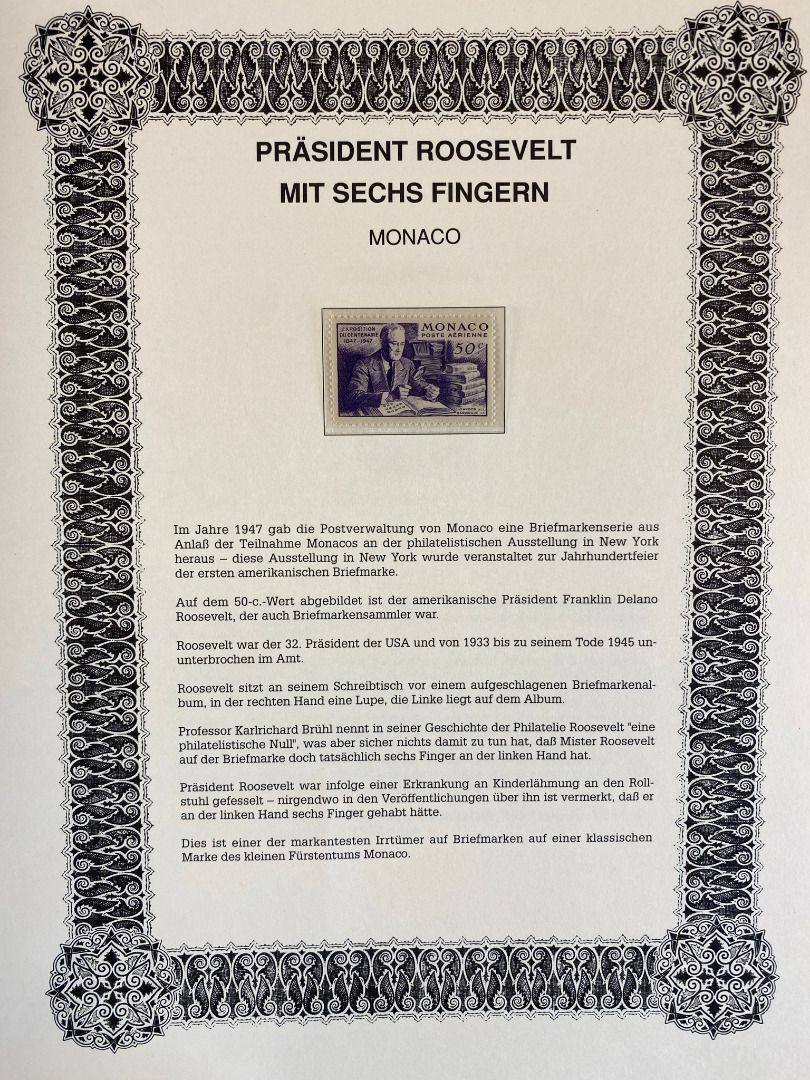 PRÄSIDENT ROOSEVELT
MIT SECHS FINGERN
MONACO
EXPOSITION
DU CENTENAIRE
1847-1947
MONACO
POSTE AÉRIENNE
50c
Im Jahre 1947 gab die Postverwaltung von Monaco eine Briefmarkenserie aus
Anlaß der Teilnahme Monacos an der philatelistischen Ausstellung in New York
heraus – diese Ausstellung in New York wurde veranstaltet zur Jahrhundertfeier
der ersten amerikanischen Briefmarke.
Auf dem 50-c.-Wert abgebildet ist der amerikanische Präsident Franklin Delano
Roosevelt, der auch Briefmarkensammler war.
Roosevelt war der 32. Präsident der USA und von 1933 bis zu seinem Tode 1945 un-
unterbrochen im Amt.
Roosevelt sitzt an seinem Schreibtisch vor einem aufgeschlagenen Briefmarkenal-
bum, in der rechten Hand eine Lupe, die Linke liegt auf dem Album.
Professor Karlrichard Brühl nennt in seiner Geschichte der Philatelie Roosevelt "eine
philatelistische Null", was aber sicher nichts damit zu tun hat, daß Mister Roosevelt
auf der Briefmarke doch tatsächlich sechs Finger an der linken Hand hat.
Präsident Roosevelt war infolge einer Erkrankung an Kinderlähmung an den Roll-
stuhl gefesselt – nirgendwo in den Veröffentlichungen über ihn ist vermerkt, daß er
an der linken Hand sechs Finger gehabt hätte.
Dies ist einer der markantesten Irrtümer auf Briefmarken auf einer klassischen
Marke des kleinen Fürstentums Monaco.